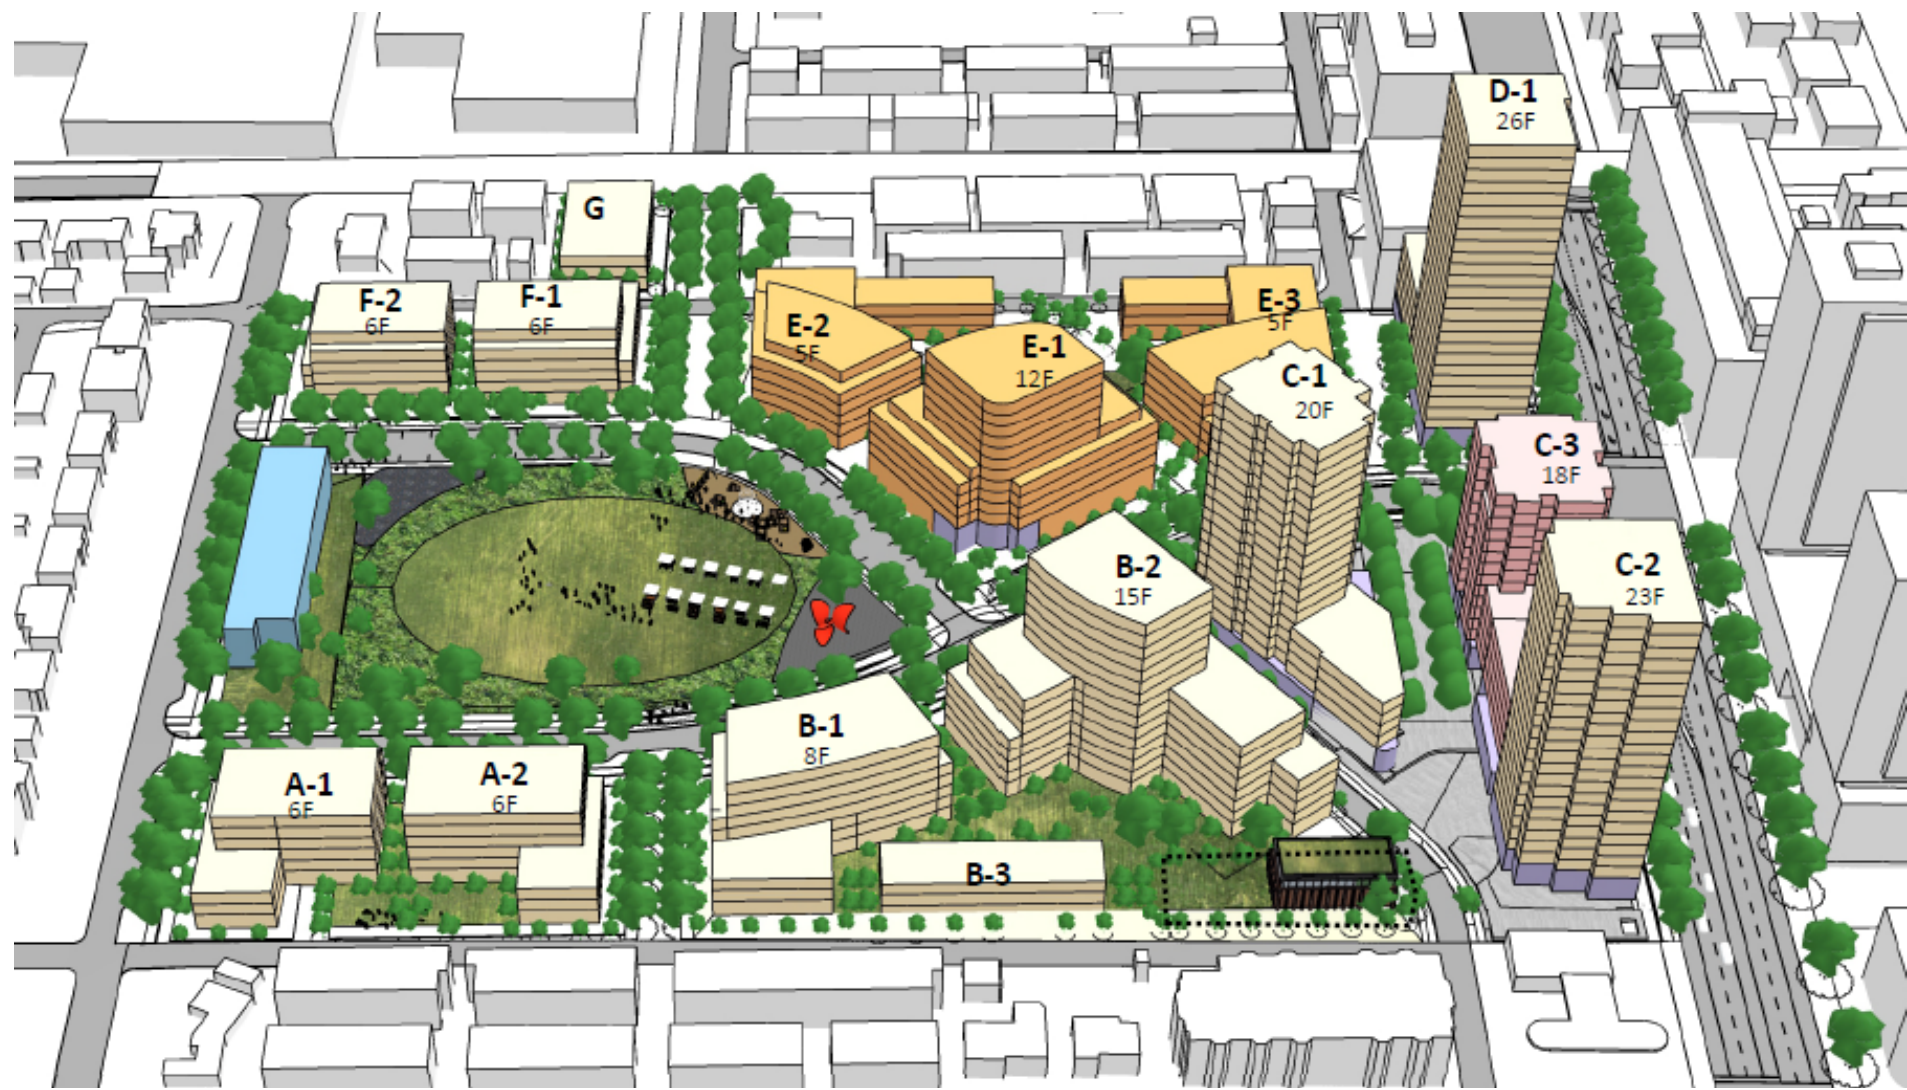 D-1
26F
G
F-2
6F
F-1
6F
E-2
5F
E-3
5F
E-1
12F
C-1
20F
C-3
18F
B-2
15F
C-2
23F
B-1
8F
A-1
6F
A-2
6F
B-3